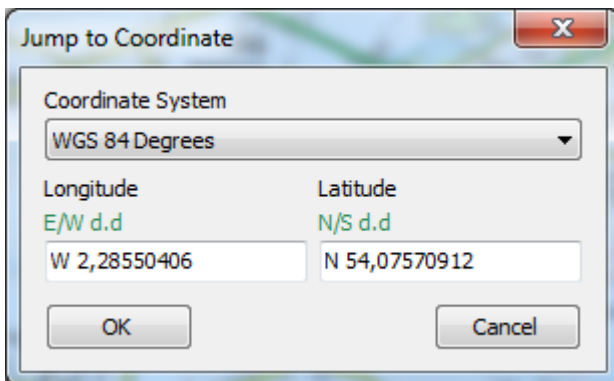 Jump to Coordinate
Coordinate System
WGS 84 Degrees
Longitude Latitude
E/W d.d N/S d.d
W 2,28550406 N 54,07570912
OK Cancel